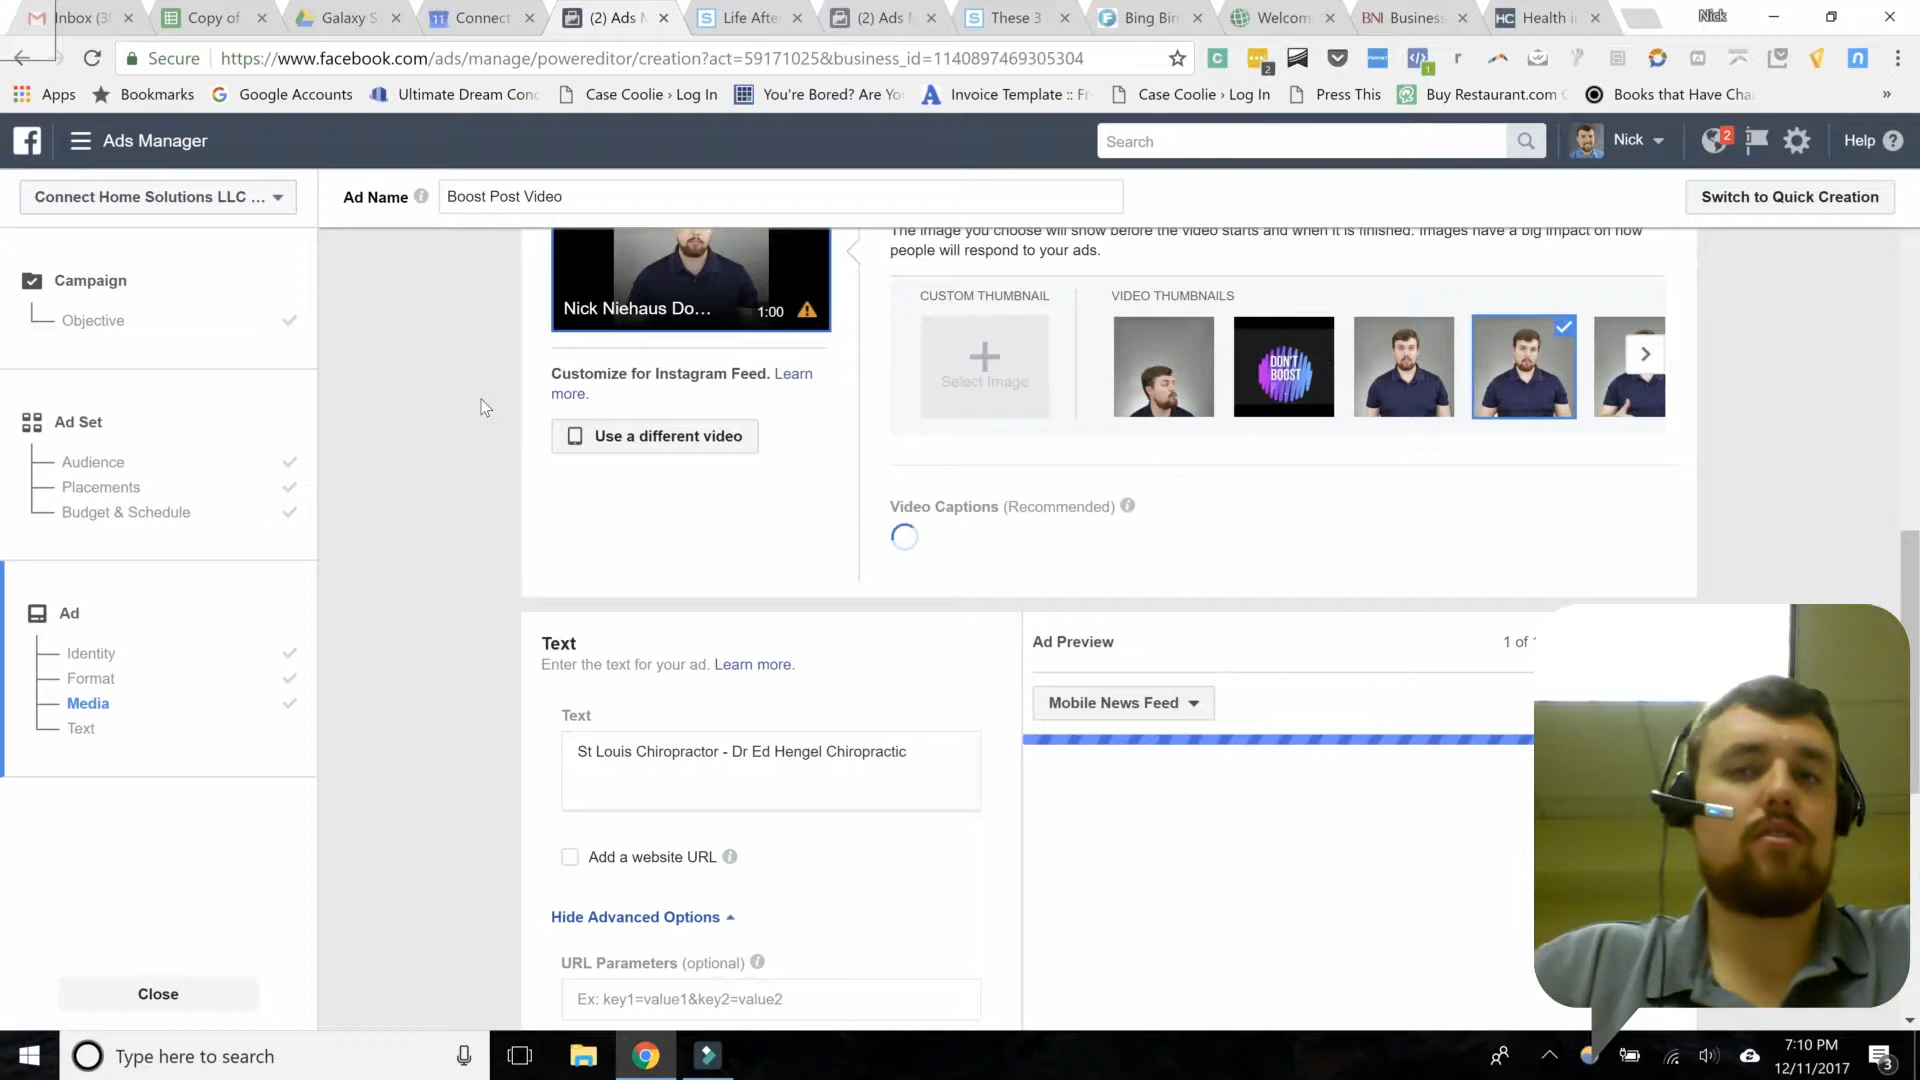 Inbox (3
Copy of
Galaxy S
11 Connect
(2) Ads M
S Life Afte
(2) Ads
S These 3
Bing Bin
Welcom
BNI Business
HC Health i
Nick
Secure https://www.facebook.com/ads/manage/powereditor/creation?act=59171025&business_id=1140897469305304
Apps Bookmarks Google Accounts Ultimate Dream Con Case Coolie › Log In You're Bored? Are Yo Invoice Template :: Fr Case Coolie › Log In Press This Buy Restaurant.com Books that Have Cha »
Ads Manager
Search
Nick
2
Help
Connect Home Solutions LLC ...
Ad Name
Boost Post Video
Switch to Quick Creation
Campaign
Objective
Ad Set
Audience
Placements
Budget & Schedule
Ad
Identity
Format
Media
Text
Close
Nick Niehaus Do... 1:00
Customize for Instagram Feed. Learn
more.
Use a different video
The image you choose will show before the video starts and when it is finished. Images have a big impact on how
people will respond to your ads.
CUSTOM THUMBNAIL
Select Image
VIDEO THUMBNAILS
DON'T
BOOST
Video Captions (Recommended)
Text
Enter the text for your ad. Learn more.
Text
St Louis Chiropractor - Dr Ed Hengel Chiropractic
Add a website URL
Hide Advanced Options
URL Parameters (optional)
Ex: key1=value1&key2=value2
Ad Preview
1 of
Mobile News Feed
Type here to search
7:10 PM
12/11/2017
3